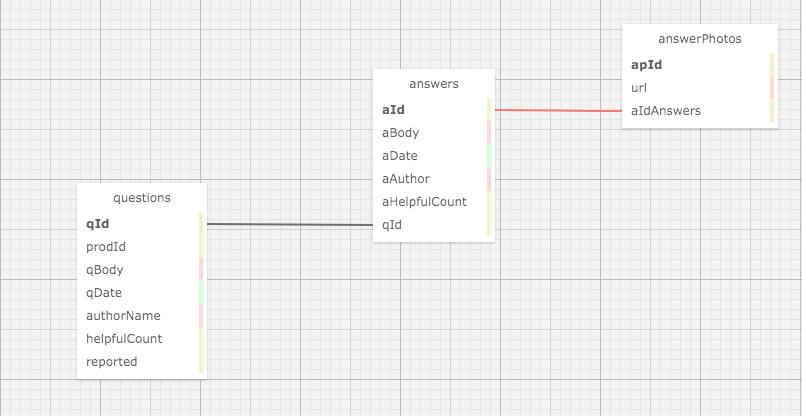 answerPhotos
apId
url
aIdAnswers
answers
aId
aBody
aDate
aAuthor
aHelpfulCount
qId
questions
qId
prodId
qBody
qDate
authorName
helpfulCount
reported